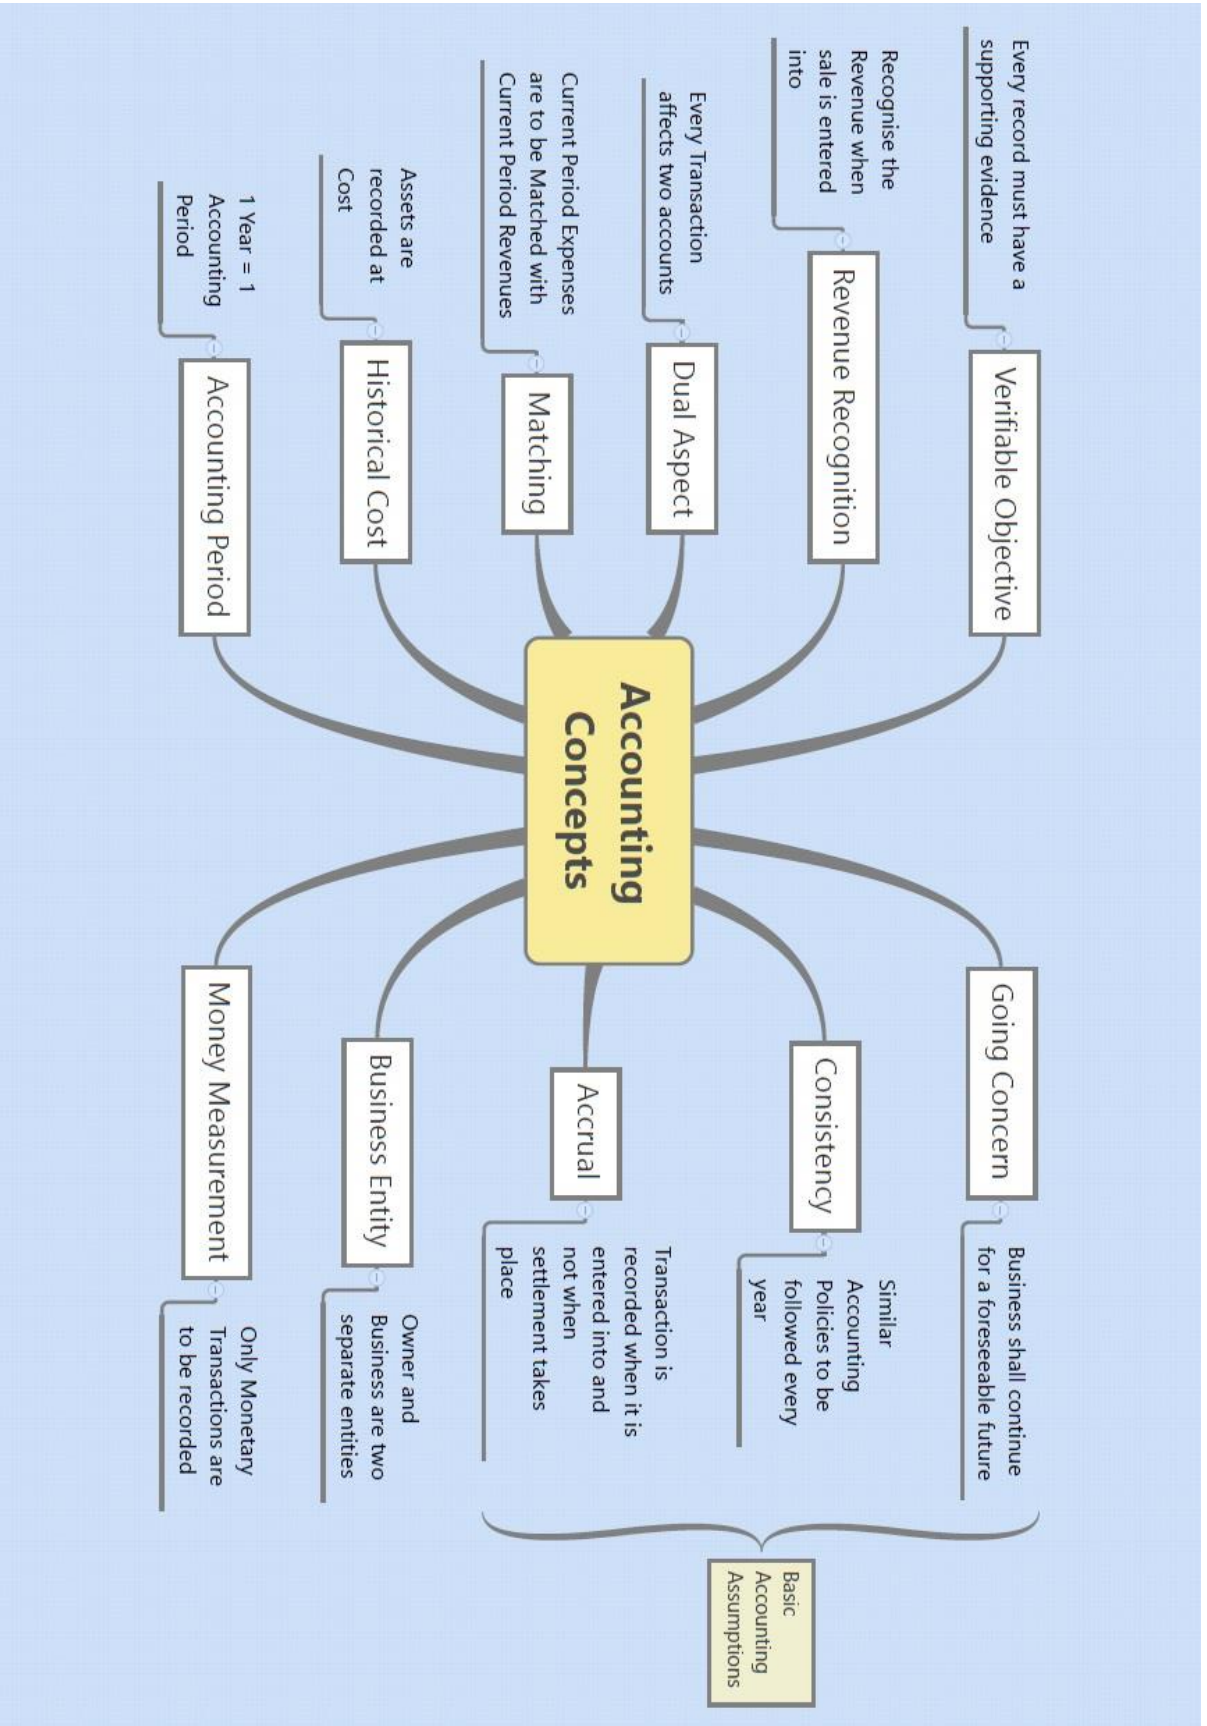 Accounting
Concepts
Verifiable Objective
Every record must have a
supporting evidence
Revenue Recognition
Recognise the
Revenue when
sale is entered
into
Dual Aspect
Every Transaction
affects two accounts
Matching
Current Period Expenses
are to be Matched with
Current Period Revenues
Historical Cost
Assets are
recorded at
Cost
Accounting Period
1 Year = 1
Accounting
Period
Going Concern
Business shall continue
for a foreseeable future
Consistency
Similar
Accounting
Policies to be
followed every
year
Accrual
Transaction is
recorded when it is
entered into and
not when
settlement takes
place
Basic
Accounting
Assumptions
Business Entity
Owner and
Business are two
separate entities
Money Measurement
Only Monetary
Transactions are
to be recorded